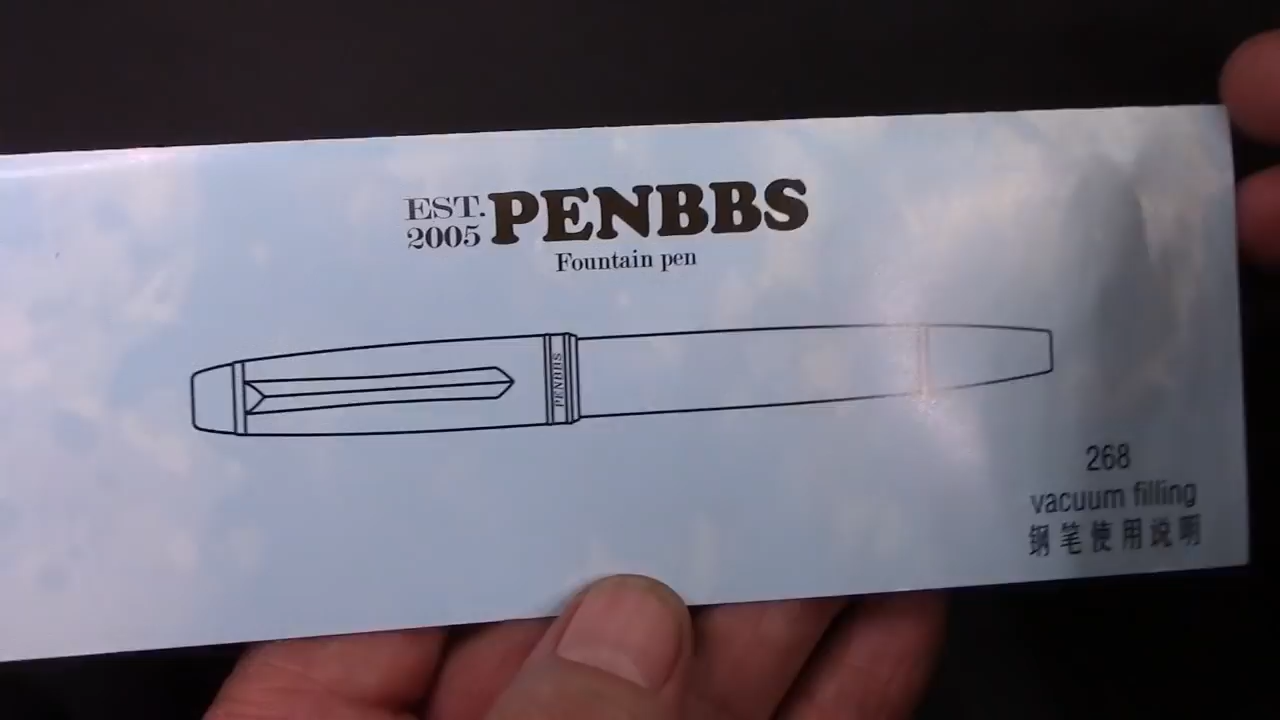 EST. 2005 PENBBS
Fountain pen
PENBBS
268
vacuum filling
钢笔使用说明